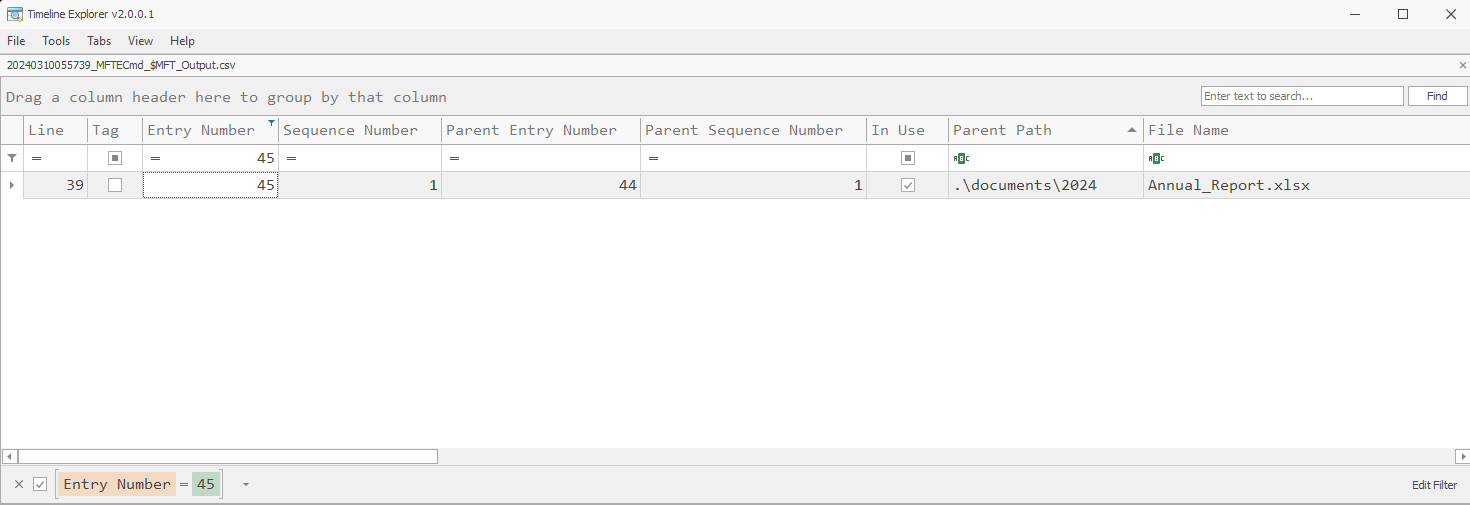 Timeline Explorer v2.0.0.1
File Tools Tabs View Help
20240310055739_MFTECmd_$MFT_Output.csv
Drag a column header here to group by that column
Enter text to search... Find
Line Tag Entry Number Sequence Number Parent Entry Number Parent Sequence Number In Use Parent Path File Name
= = 45 = = =
39 45 1 44 1 .\documents\2024 Annual_Report.xlsx
Entry Number = 45
Edit Filter